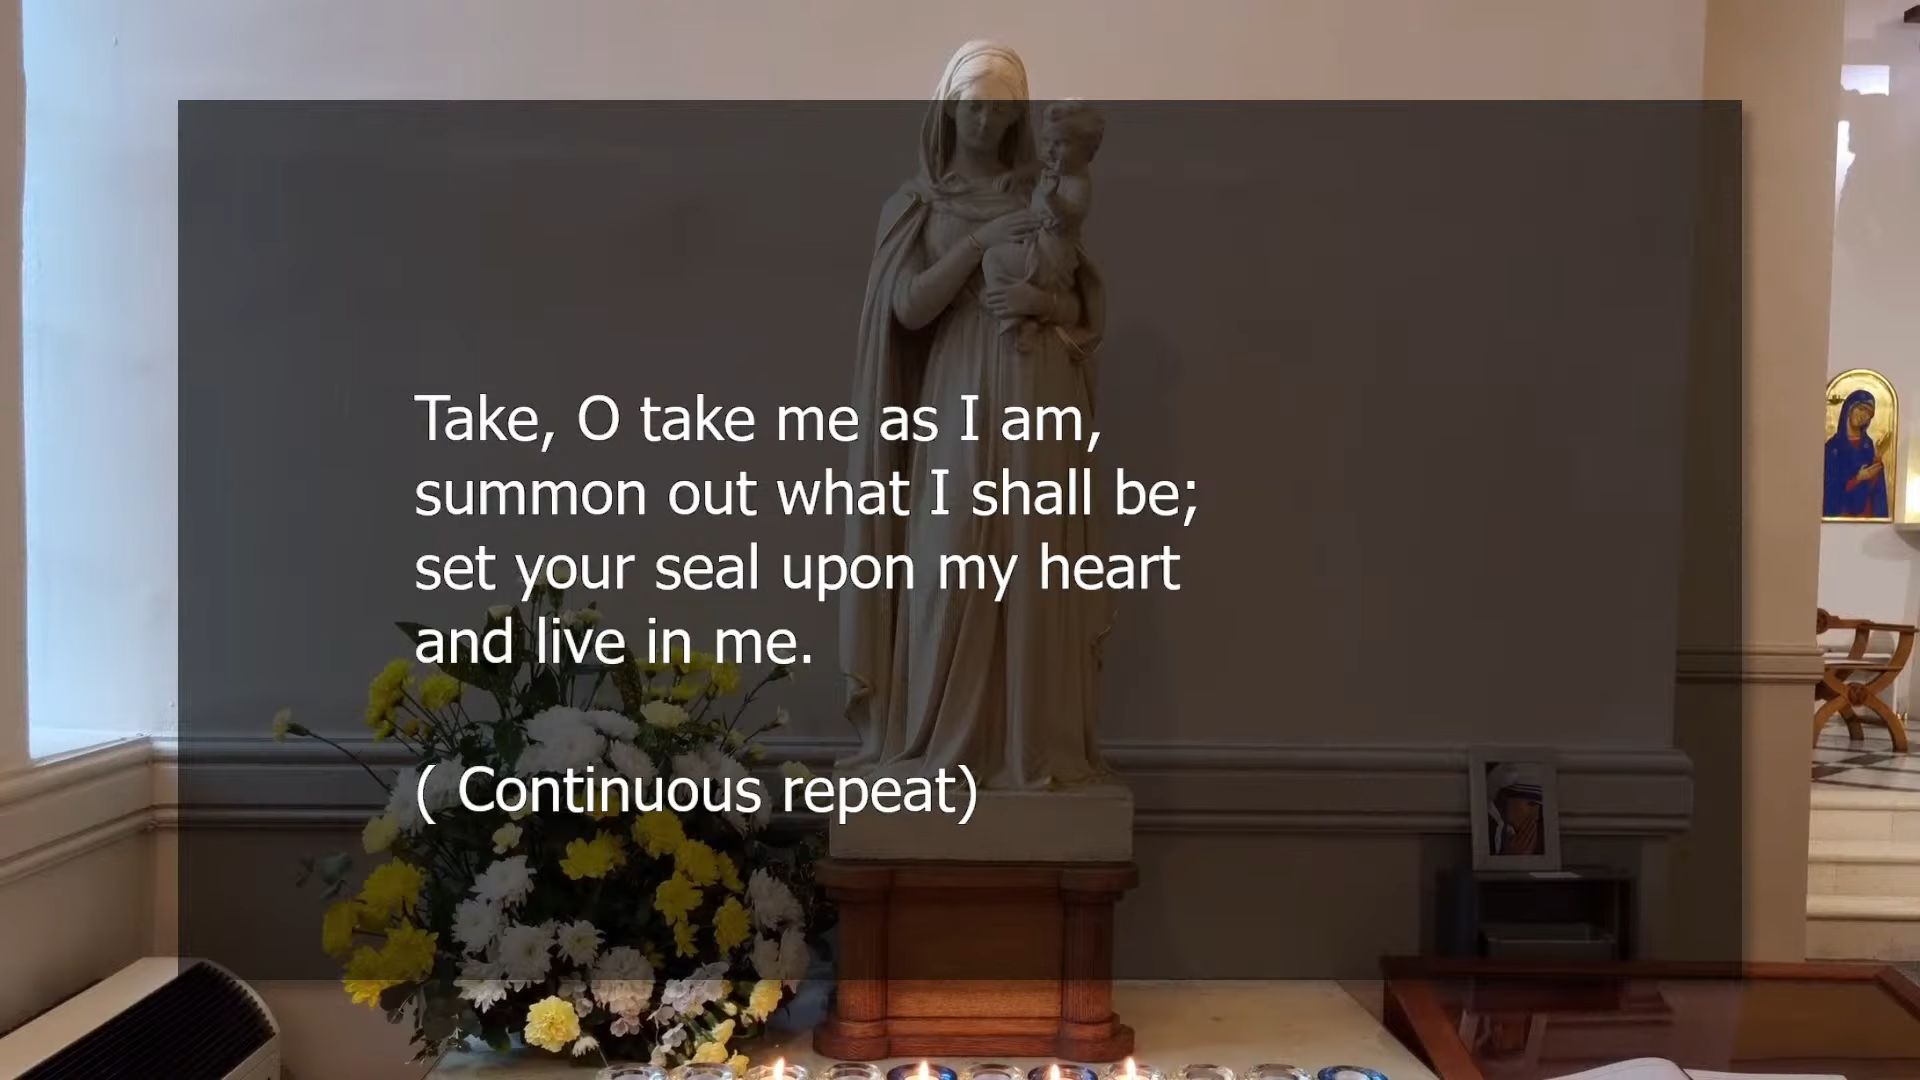 Take, O take me as I am,
summon out what I shall be;
set your seal upon my heart
and live in me.
( Continuous repeat)